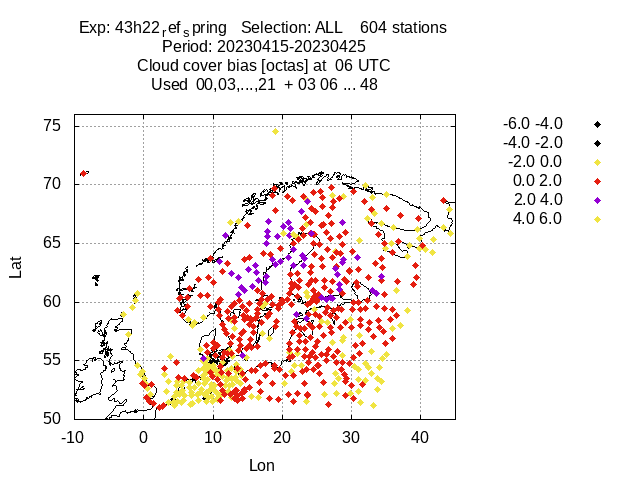 Exp: 43h22ref spring Selection: ALL 604 stations
Period: 20230415-20230425
Cloud cover bias [octas] at 06 UTC
Used 00,03,...,21 + 03 06 ... 48
-6.0 -4.0
-4.0 -2.0
-2.0 0.0
0.0 2.0
2.0 4.0
4.0 6.0
75
70
65
60
55
50
Lat
-10 0 10 20 30 40
Lon